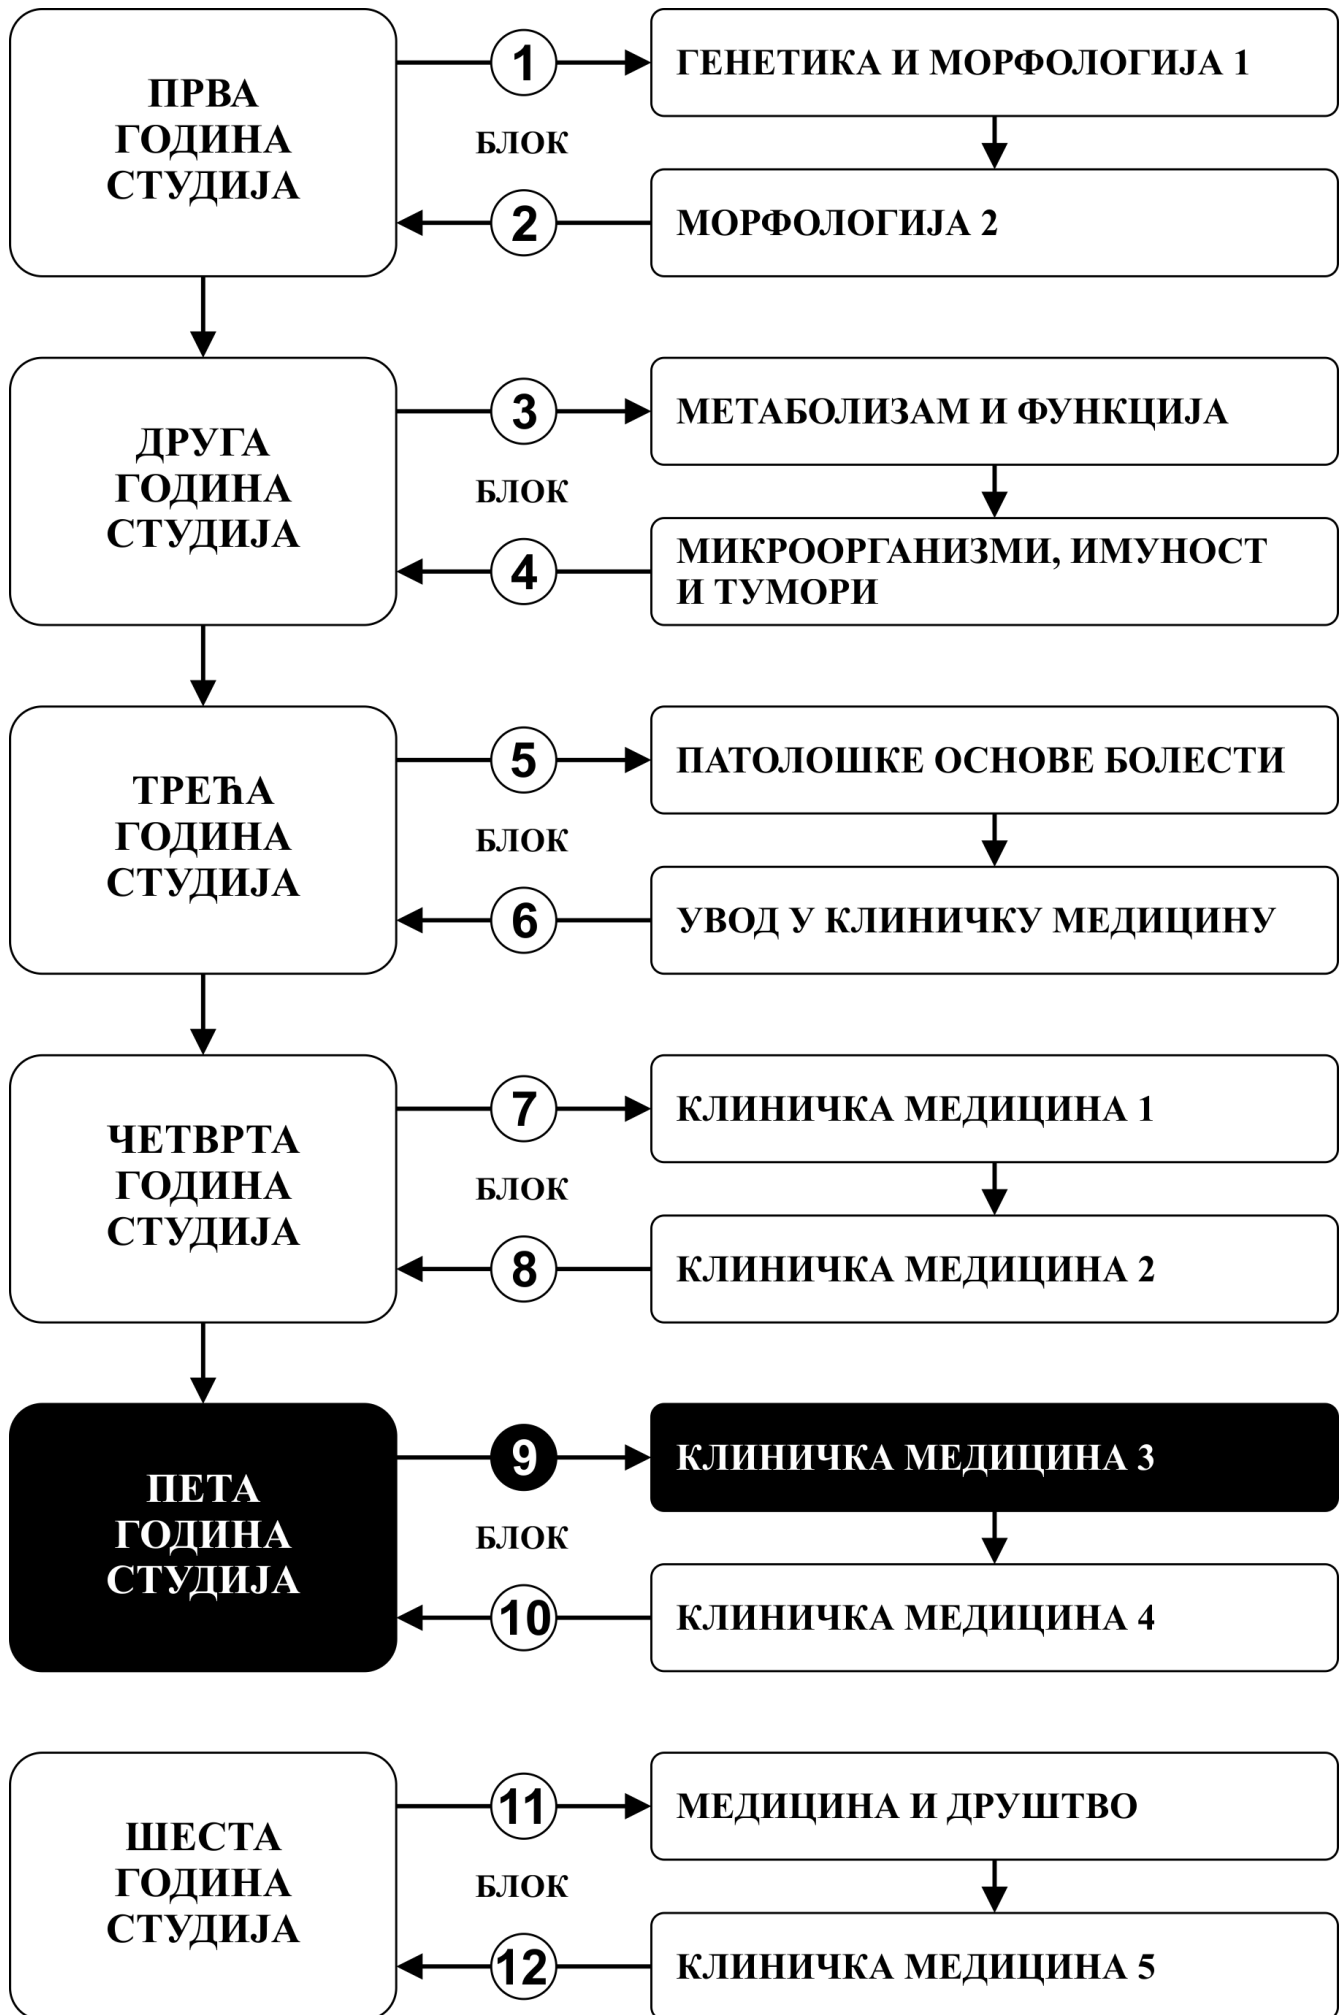 ПРВА
ГОДИНА
СТУДИЈА
1
БЛОК
2
ГЕНЕТИКА И МОРФОЛОГИЈА 1
МОРФОЛОГИЈА 2
ДРУГА
ГОДИНА
СТУДИЈА
3
БЛОК
4
МЕТАБОЛИЗАМ И ФУНКЦИЈА
МИКРООРГАНИЗМИ, ИМУНОСТ
И ТУМОРИ
ТРЕЋА
ГОДИНА
СТУДИЈА
5
БЛОК
6
ПАТОЛОШКЕ ОСНОВЕ БОЛЕСТИ
УВОД У КЛИНИЧКУ МЕДИЦИНУ
ЧЕТВРТА
ГОДИНА
СТУДИЈА
7
БЛОК
8
КЛИНИЧКА МЕДИЦИНА 1
КЛИНИЧКА МЕДИЦИНА 2
ПЕТА
ГОДИНА
СТУДИЈА
9
БЛОК
10
КЛИНИЧКА МЕДИЦИНА 3
КЛИНИЧКА МЕДИЦИНА 4
ШЕСТА
ГОДИНА
СТУДИЈА
11
БЛОК
12
МЕДИЦИНА И ДРУШТВО
КЛИНИЧКА МЕДИЦИНА 5